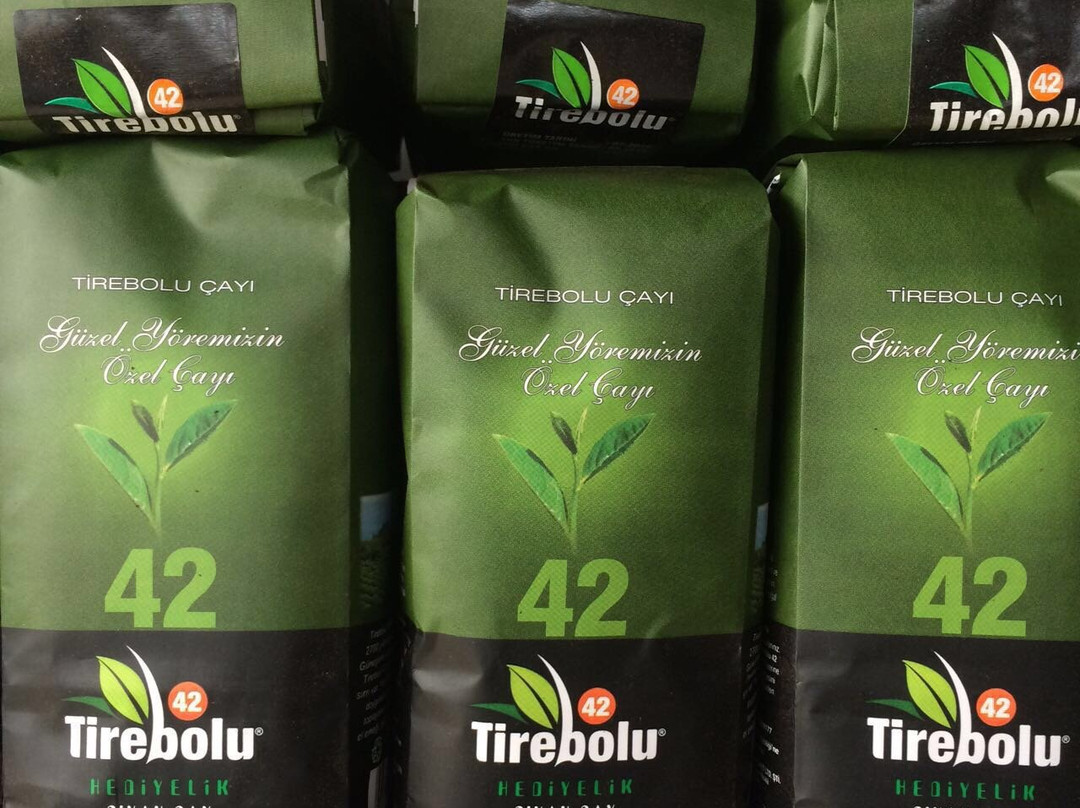 42
Tirebolu®
42
Tirebolu
42
Tirebolu
TİREBOLU ÇAYI
Güzel Yöremizin
Özel Çayı
42
42
Tirebolu®
HEDİYELİK
TİREBOLU ÇAYI
Güzel Yöremizin
Özel Çayı
42
42
Tirebolu®
HEDİYELİK
TİREBOLU ÇAYI
Güzel Yöremizi
Özel Çayı
42
42
Tirebolu®
HEDİYELİK